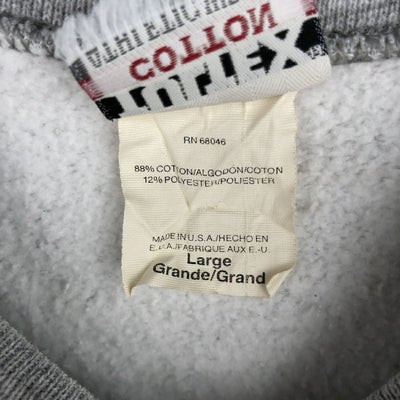 ATHLETIC
COTTON
RN 68046
88% COTTON/ALGODON/COTON
12% POLYESTER/POLIESTER
MADE IN U.S.A./HECHO EN
E.U.A./FABRIQUE AUX E.-U.
Large
Grande/Grand